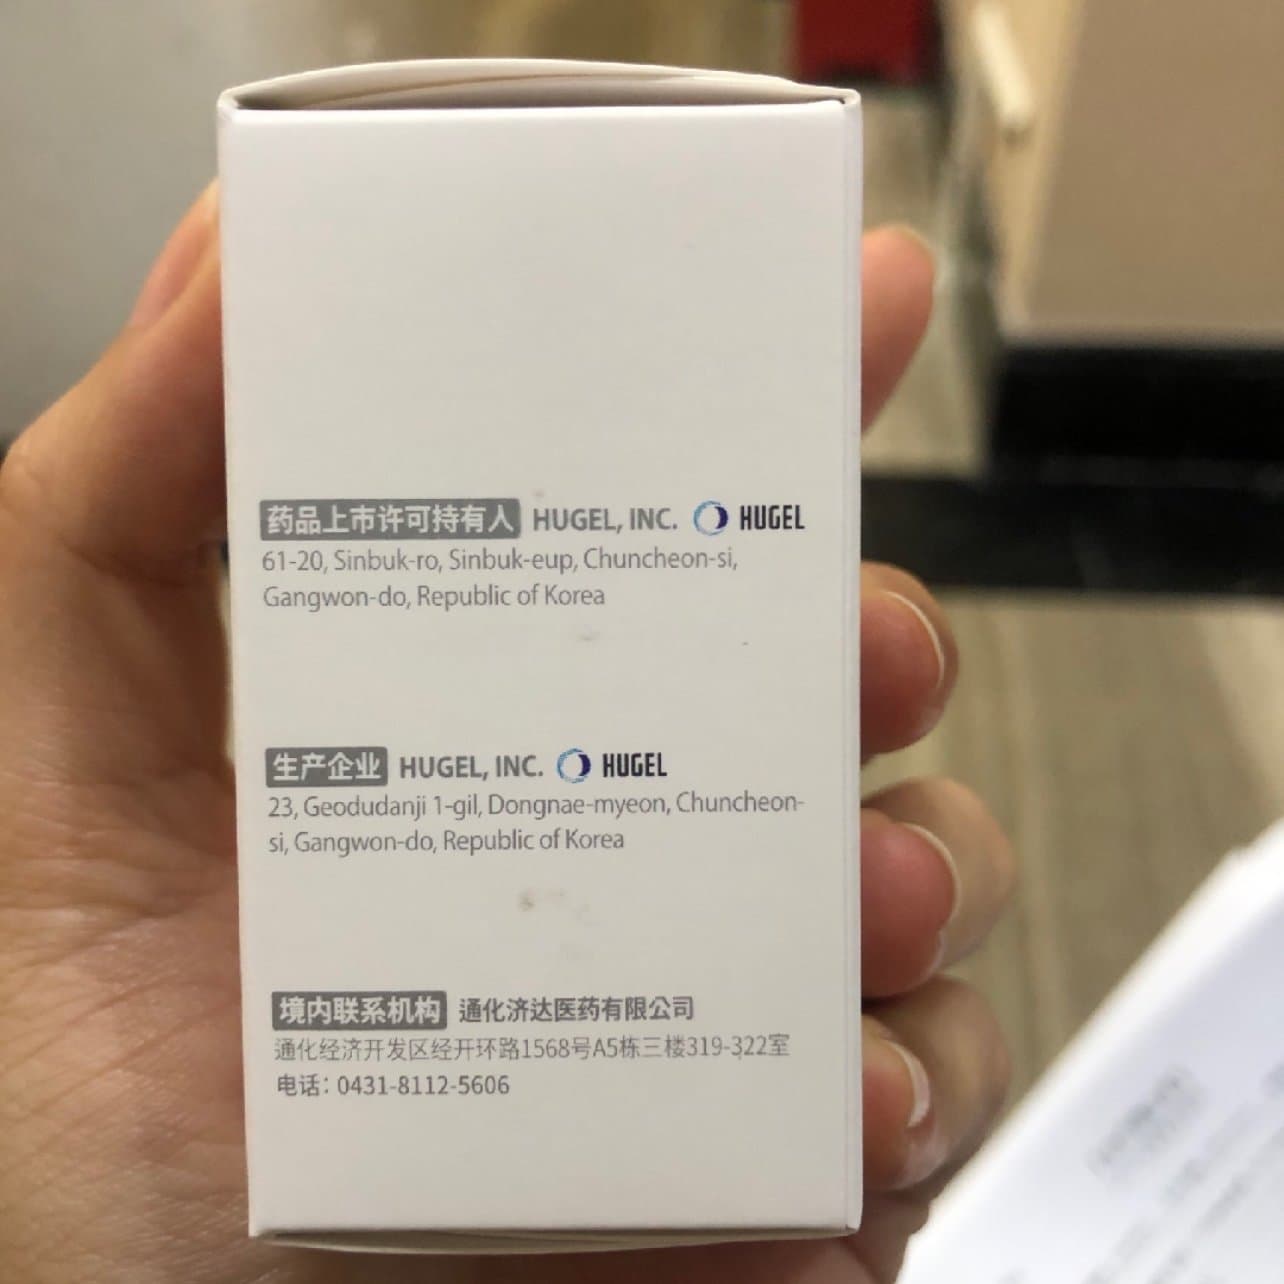 药品上市许可持有人 HUGEL, INC. HUGEL
61-20, Sinbuk-ro, Sinbuk-eup, Chuncheon-si,
Gangwon-do, Republic of Korea
生产企业 HUGEL, INC. HUGEL
23, Geodudanji 1-gil, Dongnae-myeon, Chuncheon-
si, Gangwon-do, Republic of Korea
境内联系机构 通化济达医药有限公司
通化经济开发区经开环路1568号A5栋三楼319-322室
电话：0431-8112-5606